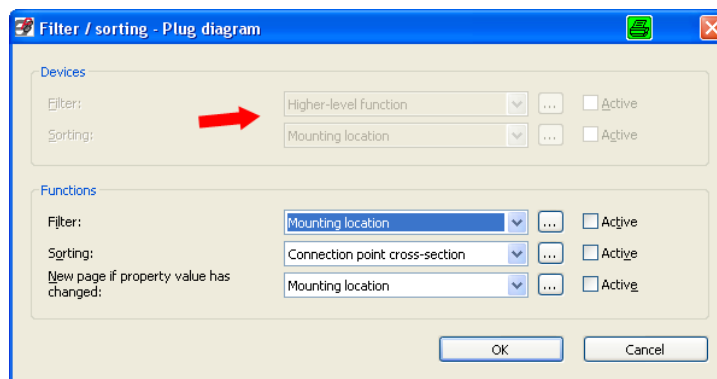 Filter / sorting - Plug diagram
Devices
Filter:
Higher-level function
...
Active
Sorting:
Mounting location
...
Active
Functions
Filter:
Mounting location
...
Active
Sorting:
Connection point cross-section
...
Active
New page if property value has
changed:
Mounting location
...
Active
OK
Cancel